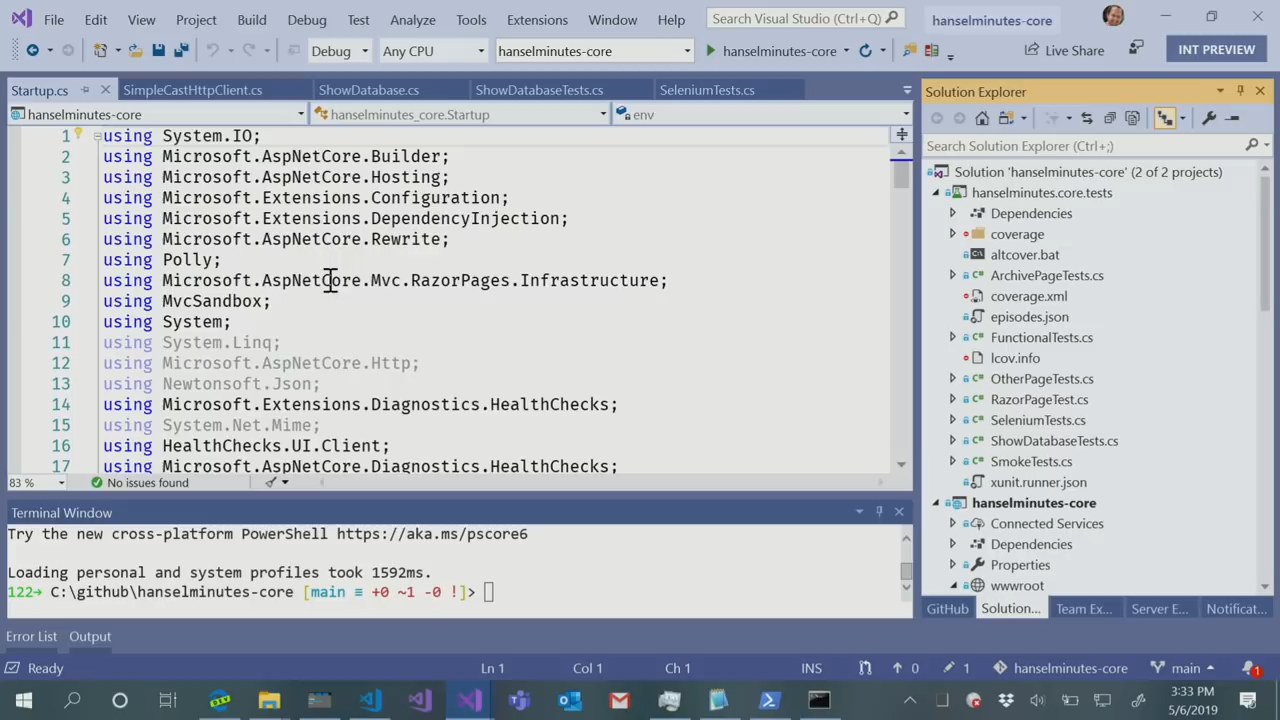 File Edit View Project Build Debug Test Analyze Tools Extensions Window Help Search Visual Studio (Ctrl+Q) hanselminutes-core
Debug Any CPU hanselminutes-core hanselminutes-core Live Share INT PREVIEW
Startup.cs SimpleCastHttpClient.cs ShowDatabase.cs ShowDatabaseTests.cs SeleniumTests.cs
hanselminutes-core hanselminutes_core.Startup env
1 using System.IO;
2 using Microsoft.AspNetCore.Builder;
3 using Microsoft.AspNetCore.Hosting;
4 using Microsoft.Extensions.Configuration;
5 using Microsoft.Extensions.DependencyInjection;
6 using Microsoft.AspNetCore.Rewrite;
7 using Polly;
8 using Microsoft.AspNetCore.Mvc.RazorPages.Infrastructure;
9 using MvcSandbox;
10 using System;
11 using System.Linq;
12 using Microsoft.AspNetCore.Http;
13 using Newtonsoft.Json;
14 using Microsoft.Extensions.Diagnostics.HealthChecks;
15 using System.Net.Mime;
16 using HealthChecks.UI.Client;
17 using Microsoft.AspNetCore.Diagnostics.HealthChecks;
83 % No issues found
Terminal Window
Try the new cross-platform PowerShell https://aka.ms/pscore6
Loading personal and system profiles took 1592ms.
122→ C:\github\hanselminutes-core [main ≡ +0 ~1 -0 !]>
Error List Output
Solution Explorer
Search Solution Explorer (Ctrl+;)
Solution 'hanselminutes-core' (2 of 2 projects)
hanselminutes.core.tests
Dependencies
coverage
altcover.bat
ArchivePageTests.cs
coverage.xml
episodes.json
FunctionalTests.cs
lcov.info
OtherPageTests.cs
RazorPageTest.cs
SeleniumTests.cs
ShowDatabaseTests.cs
SmokeTests.cs
xunit.runner.json
hanselminutes-core
Connected Services
Dependencies
Properties
wwwroot
GitHub Solution... Team Ex... Server E... Notificat...
Ready Ln 1 Col 1 Ch 1 INS 0 1 hanselminutes-core main 1
3:33 PM
5/6/2019